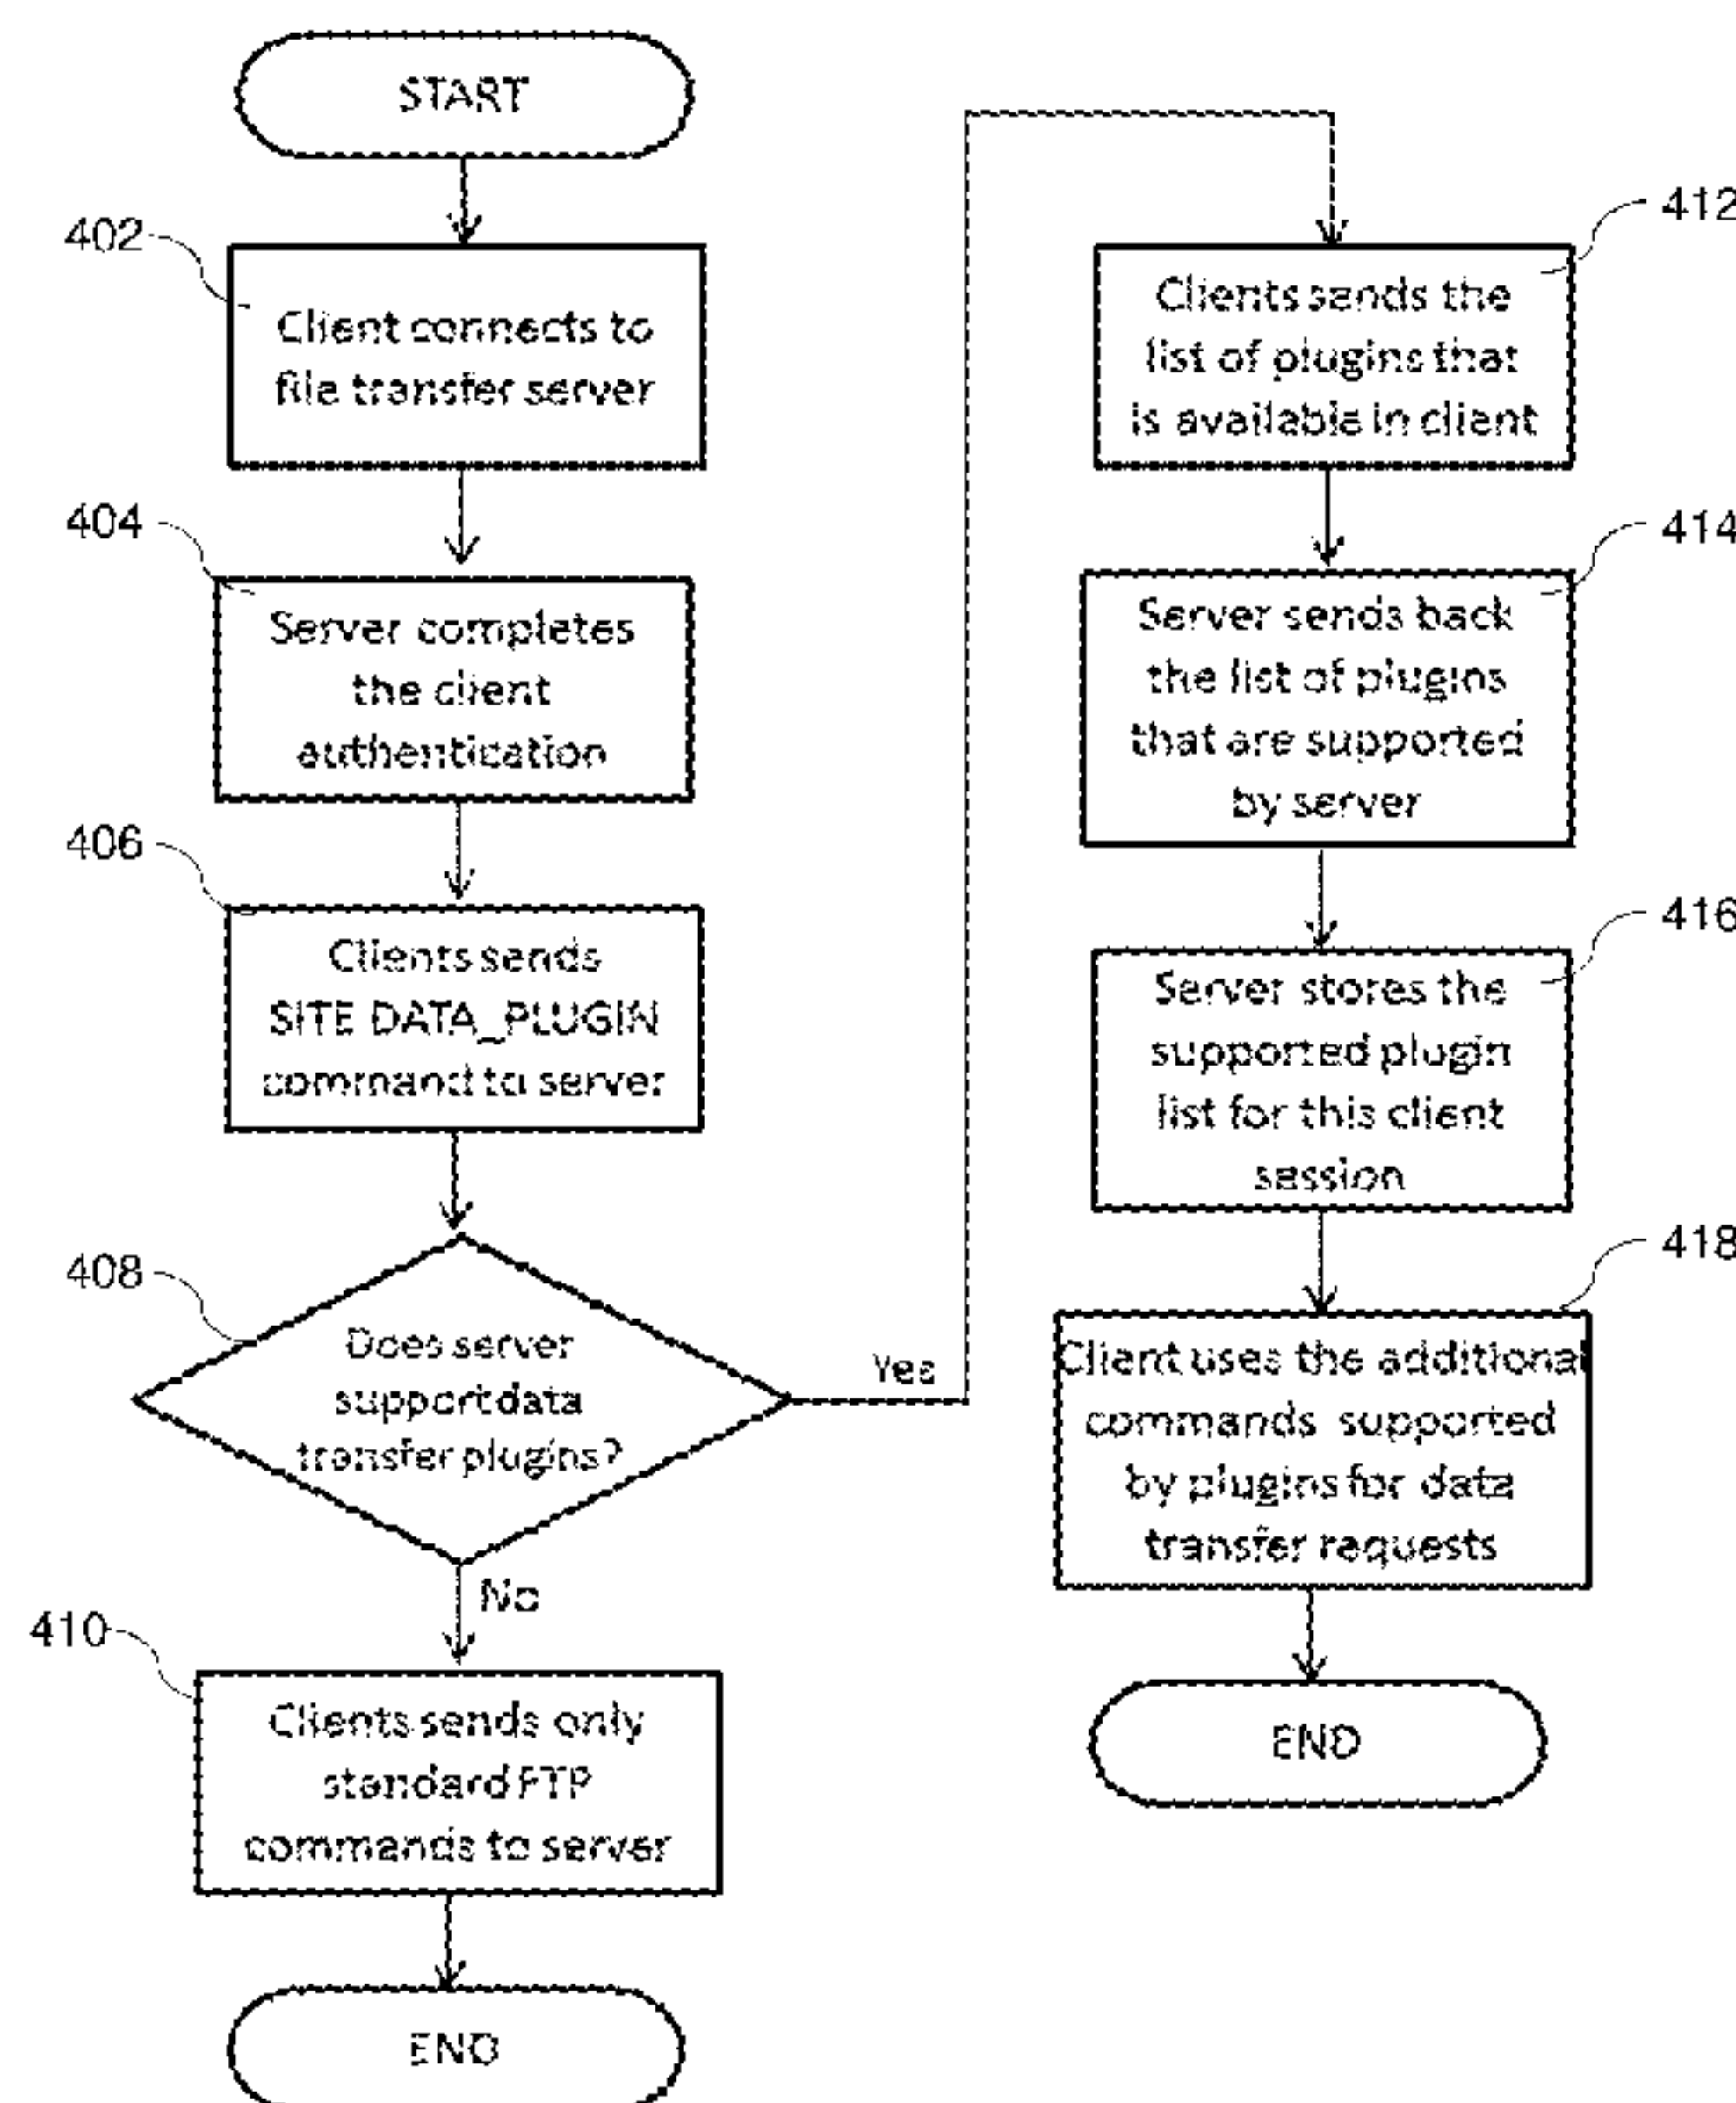 START
402
Client connects to
file transfer server
404
Server completes
the client
authentication
406
Clients sends
SITE DATA_PLUGIN
command to server
408
Does server
support data
transfer plugins?
Yes
No
410
Clients sends only
standard FTP
commands to server
END
412
Clients sends the
list of plugins that
is available in client
414
Server sends back
the list of plugins
that are supported
by server
416
Server stores the
supported plugin
list for this client
session
418
Client uses the additional
commands supported
by plugins for data
transfer requests
END